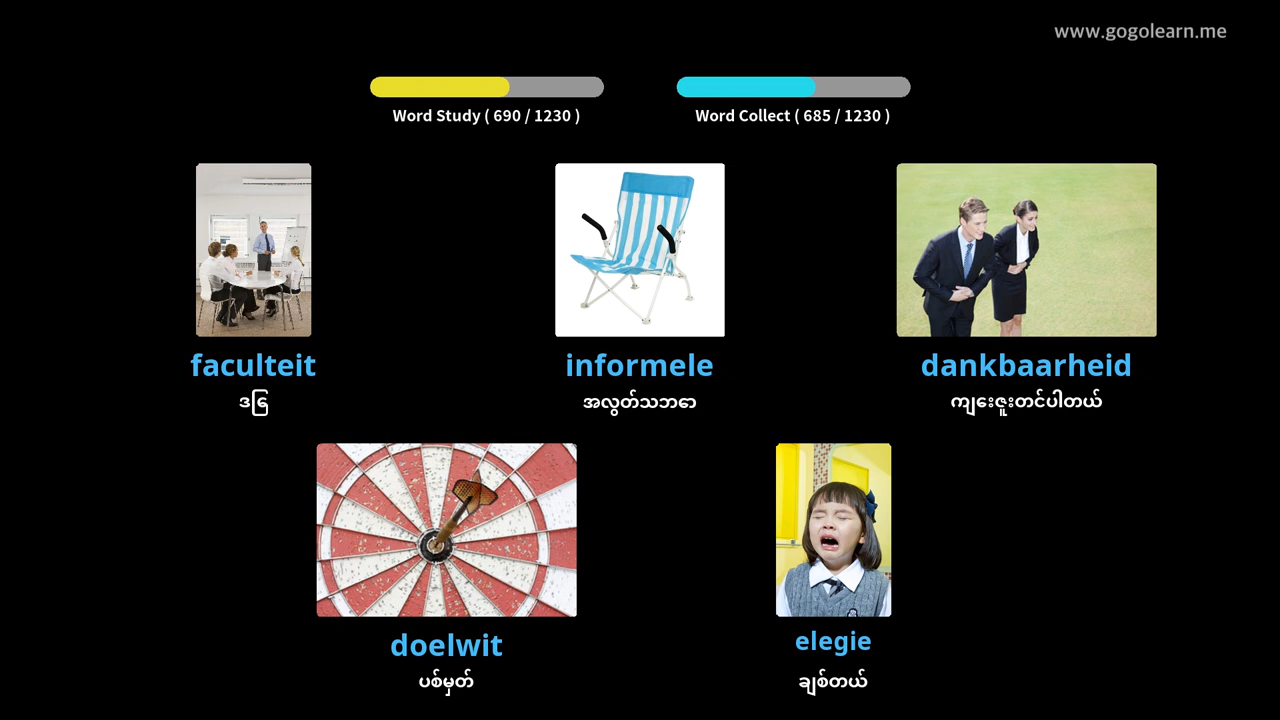 www.gogolearn.me
Word Study ( 690 / 1230 )
Word Collect ( 685 / 1230 )
faculteit
ဒြေ
informele
အလွတ်သဘော
dankbaarheid
ကျေးဇူးတင်ပါတယ်
doelwit
ပစ်မှတ်
elegie
ချစ်တယ်